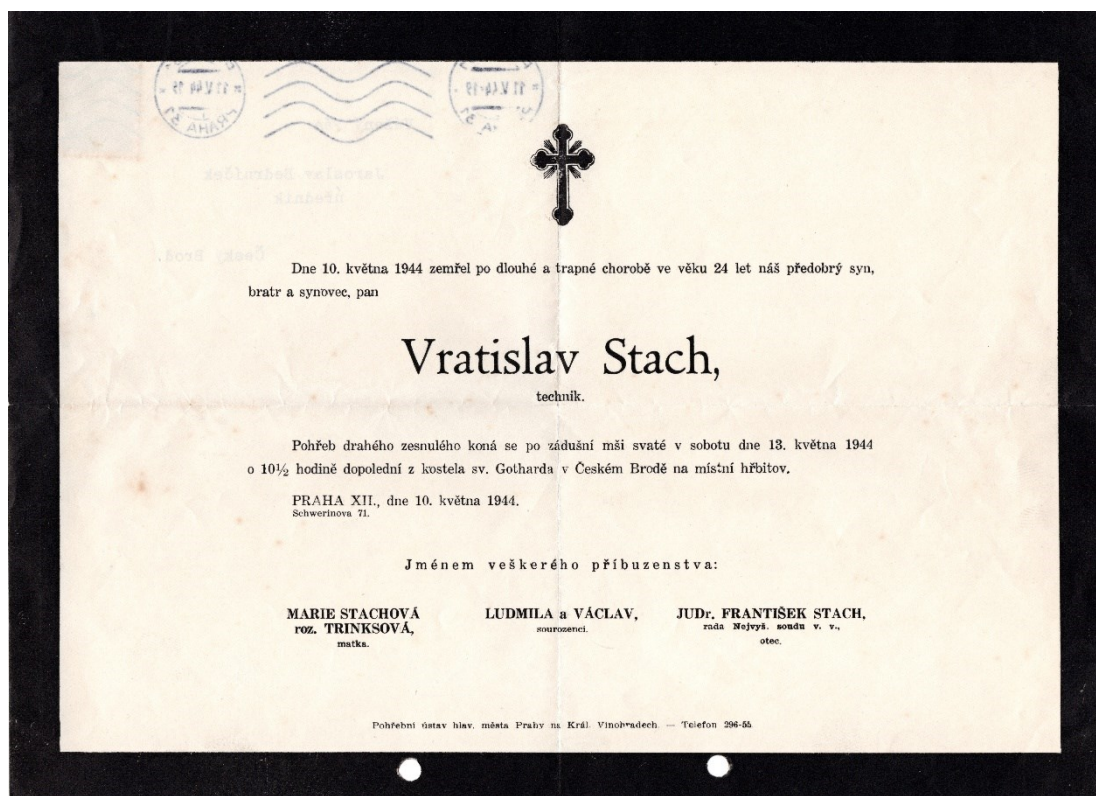 Dne 10. května 1944 zemřel po dlouhé a trapné chorobě ve věku 24 let náš předobrý syn,
bratr a synovec, pan
Vratislav Stach,
technik.
Pohřeb drahého zesnulého koná se po zádušní mši svaté v sobotu dne 13. května 1944
o 10½ hodině dopolední z kostela sv. Gotharda v Českém Brodě na místní hřbitov.
PRAHA XII., dne 10. května 1944.
Schwerinova 71.
Jménem veškerého příbuzenstva:
MARIE STACHOVÁ
roz. TRINKSOVÁ,
matka.
LUDMILA a VÁCLAV,
sourozenci.
JUDr. FRANTIŠEK STACH,
rada Nejvyš. soudu v. v.,
otec.
Pohřební ústav hlav. města Prahy na Král. Vinohradech. — Telefon 296-55.